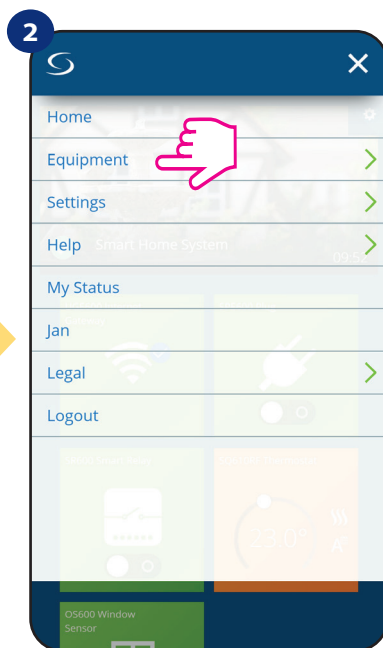 2
Home
Equipment
Settings
Help
Smart Home System
My Status
Jan
Legal
Logout
OS600 Window
Sensor